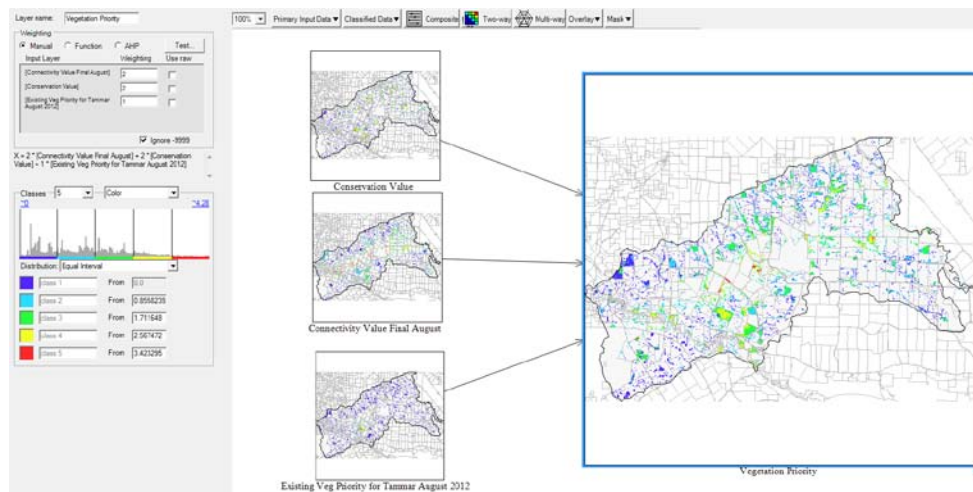 Layer name: Vegetation Priority
Weighting
Manual Function AHP Test...
Input Layer Weighting Use raw
[Connectivity Value Final August] 2
[Conservation Value] 2
[Existing Veg Priority for Tammar August 2012] 1
Ignore -9999
X = 2 * [Connectivity Value Final August] + 2 * [Conservation
Value] + 1 * [Existing Veg Priority for Tammar August 2012]
Classes 5 Color
~0 ~4.28
Distribution: Equal Interval
class 1 From 0.0
class 2 From 0.8558235
class 3 From 1.711648
class 4 From 2.567472
class 5 From 3.423295
100% Primary Input Data Classified Data Composite Two-way Multi-way Overlay Mask
Conservation Value
Connectivity Value Final August
Existing Veg Priority for Tammar August 2012
Vegetation Priority